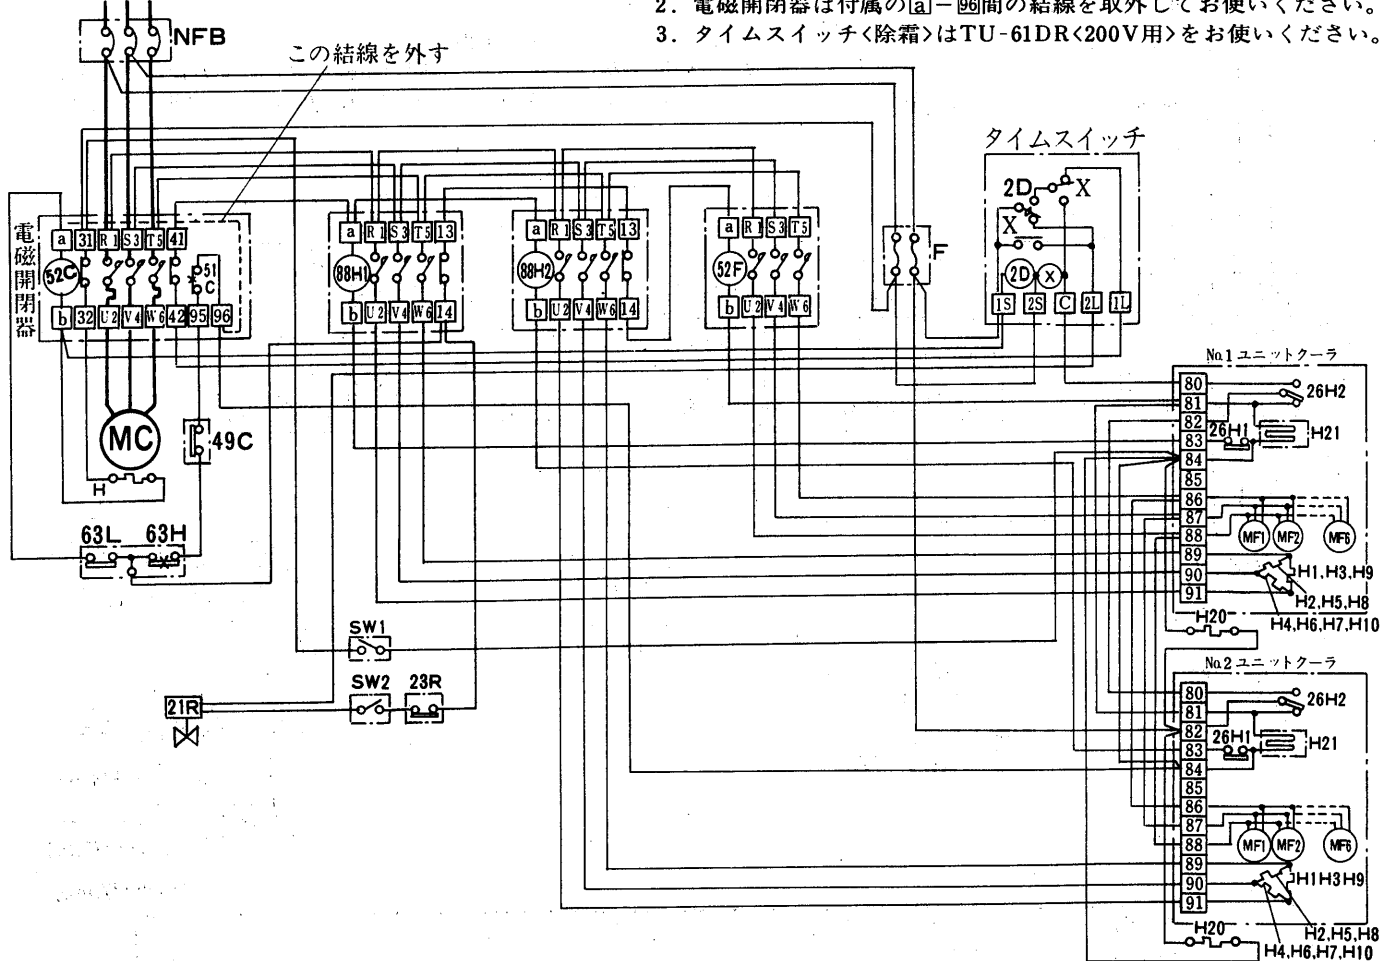 2. 電磁開閉器は付属のa-96間の結線を取外してお使いください。
3. タイムスイッチ<除霜>はTU-61DR<200V用>をお使いください。
NFB
この結線を外す
タイムスイッチ
2D X
X
2D X
1S 2S C 2L 1L
F
電磁開閉器
a 31 R1 S3 T5 41
52C 51C
b 32 U2 V4 W6 42 95 96
a R1 S3 T5 13
88H1
b U2 V4 W6 14
a R1 S3 T5 13
88H2
b U2 V4 W6 14
a R1 S3 T5
52F
b U2 V4 W6
MC
49C
H
63L 63H
SW1
SW2 23R
21R
No.1 ユニットクーラ
80
81
82
83
84
85
86
87
88
89
90
91
26H2
26H1
H21
MF1 MF2 MF6
H1,H3,H9
H2,H5,H8
H4,H6,H7,H10
H20
No.2 ユニットクーラ
80
81
82
83
84
85
86
87
88
89
90
91
26H2
26H1
H21
MF1 MF2 MF6
H1H3H9
H2,H5,H8
H4,H6,H7,H10
H20